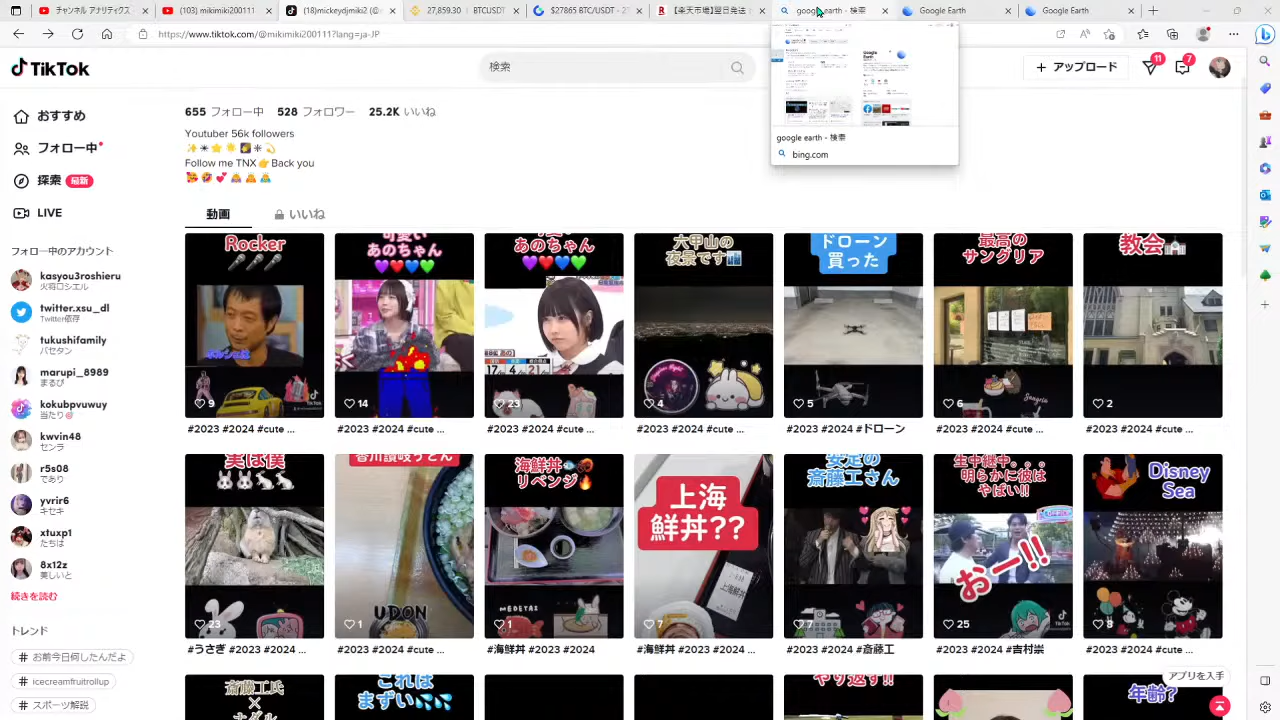 チャンネル アナリティクス -
(103) mikimiki2001111 -
(18)mickeydjmiki2 (@
27,859.30 | BTCUSDT
$27865 BTC/USDT -
【楽天市場】翌日発
google earth - 検索
Google Earth
Google Earth
https://www.tiktok.com/@mikimiki200111?lang=ja-JP
TikTok
検索
アップロード
11
7
google earth - 検索
bing.com
おすすめ
フォロー中
探索 最新
LIVE
フォロー中のアカウント
kasyou3roshieru
火将ロシエル
twitter.xsu_dl
Twitter依存
tukushifamily
バセタン
marupi_8989
まるぴ
kokubpvuwuy
当たり🎯
kwvin48
センラ
r5s08
であり
yvrir6
キセキ
xtuxp1
たちは
8x12z
美しいと
続きを読む
トレンド
# お前今日何したんだよ
# icecreamfruitrollup
# スポーツ解説
フォロー中 528 フォロワー 45.2K いいね
Youtuber 56k followers
Follow me TNX👉Back you
動画
いいね
Rocker
9
#2023 #2024 #cute ...
可愛い
あのちゃん
14
#2023 #2024 #cute ...
可愛い
あのちゃん
23
#2023 #2024 #cute ...
六甲山の
夜景です
4
#2023 #2024 #cute ...
ドローン
買った
5
#2023 #2024 #ドローン
最高の
サングリア
Sangria
6
#2023 #2024 #cute ...
教会
2
#2023 #2024 #cute ...
実は僕
23
#うさぎ #2023 #2024 ...
香川讃岐うどん
UDON
1
#2023 #2024 #cute ...
海鮮丼
リベンジ
MEDETAI
1
#海鮮丼 #2023 #2024
上海
鮮丼??
7
#海鮮丼 #2023 #2024 ...
安定の
斎藤工さん
#2023 #2024 #斎藤工
生中継中。。。
明らかに彼は
やばい!!
おー!!
25
#2023 #2024 #吉村崇
Disney
Sea
8
#2023 #2024 #cute ...
斎藤工氏
×
これは
まずい
やり返す!!
年齢?
アプリを入手